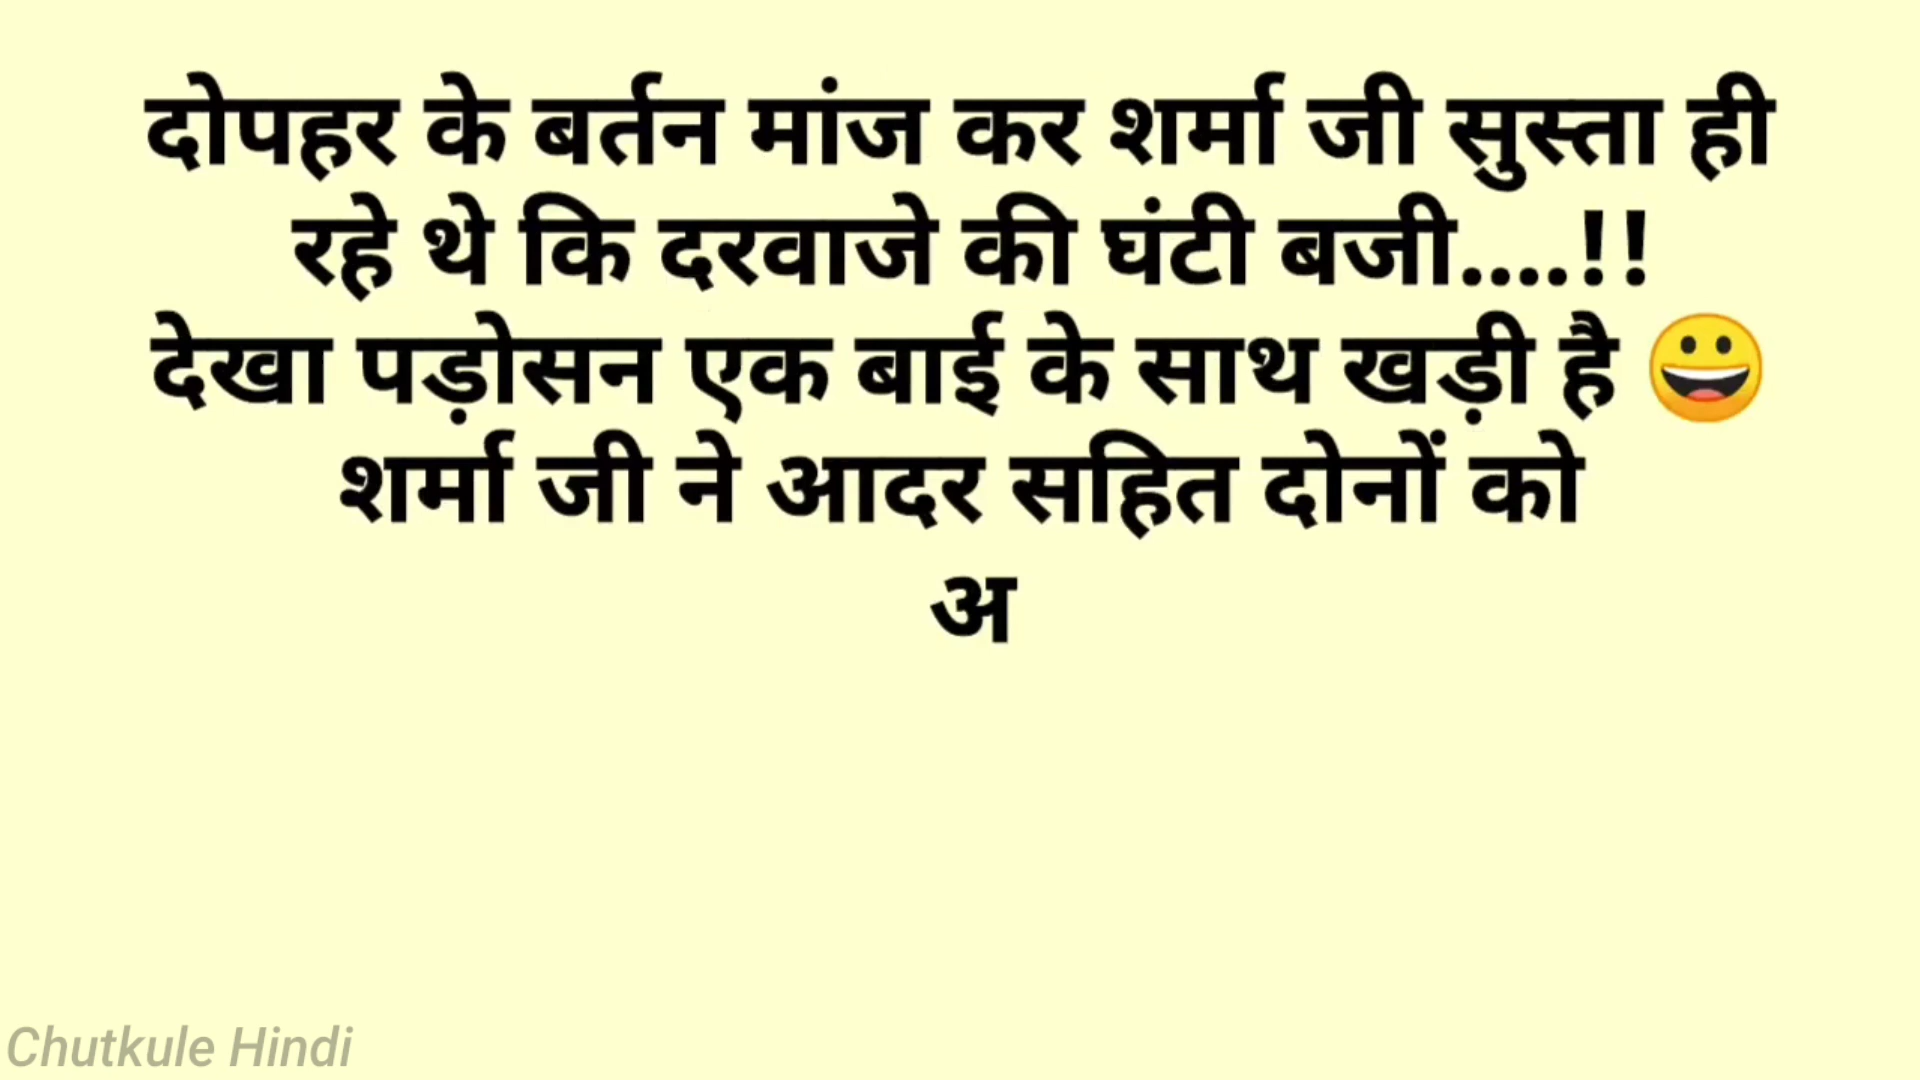 दोपहर के बर्तन मांज कर शर्मा जी सुस्ता ही
रहे थे कि दरवाजे की घंटी बजी....!!
देखा पड़ोसन एक बाई के साथ खड़ी है 😀
शर्मा जी ने आदर सहित दोनों को
अ
Chutkule Hindi